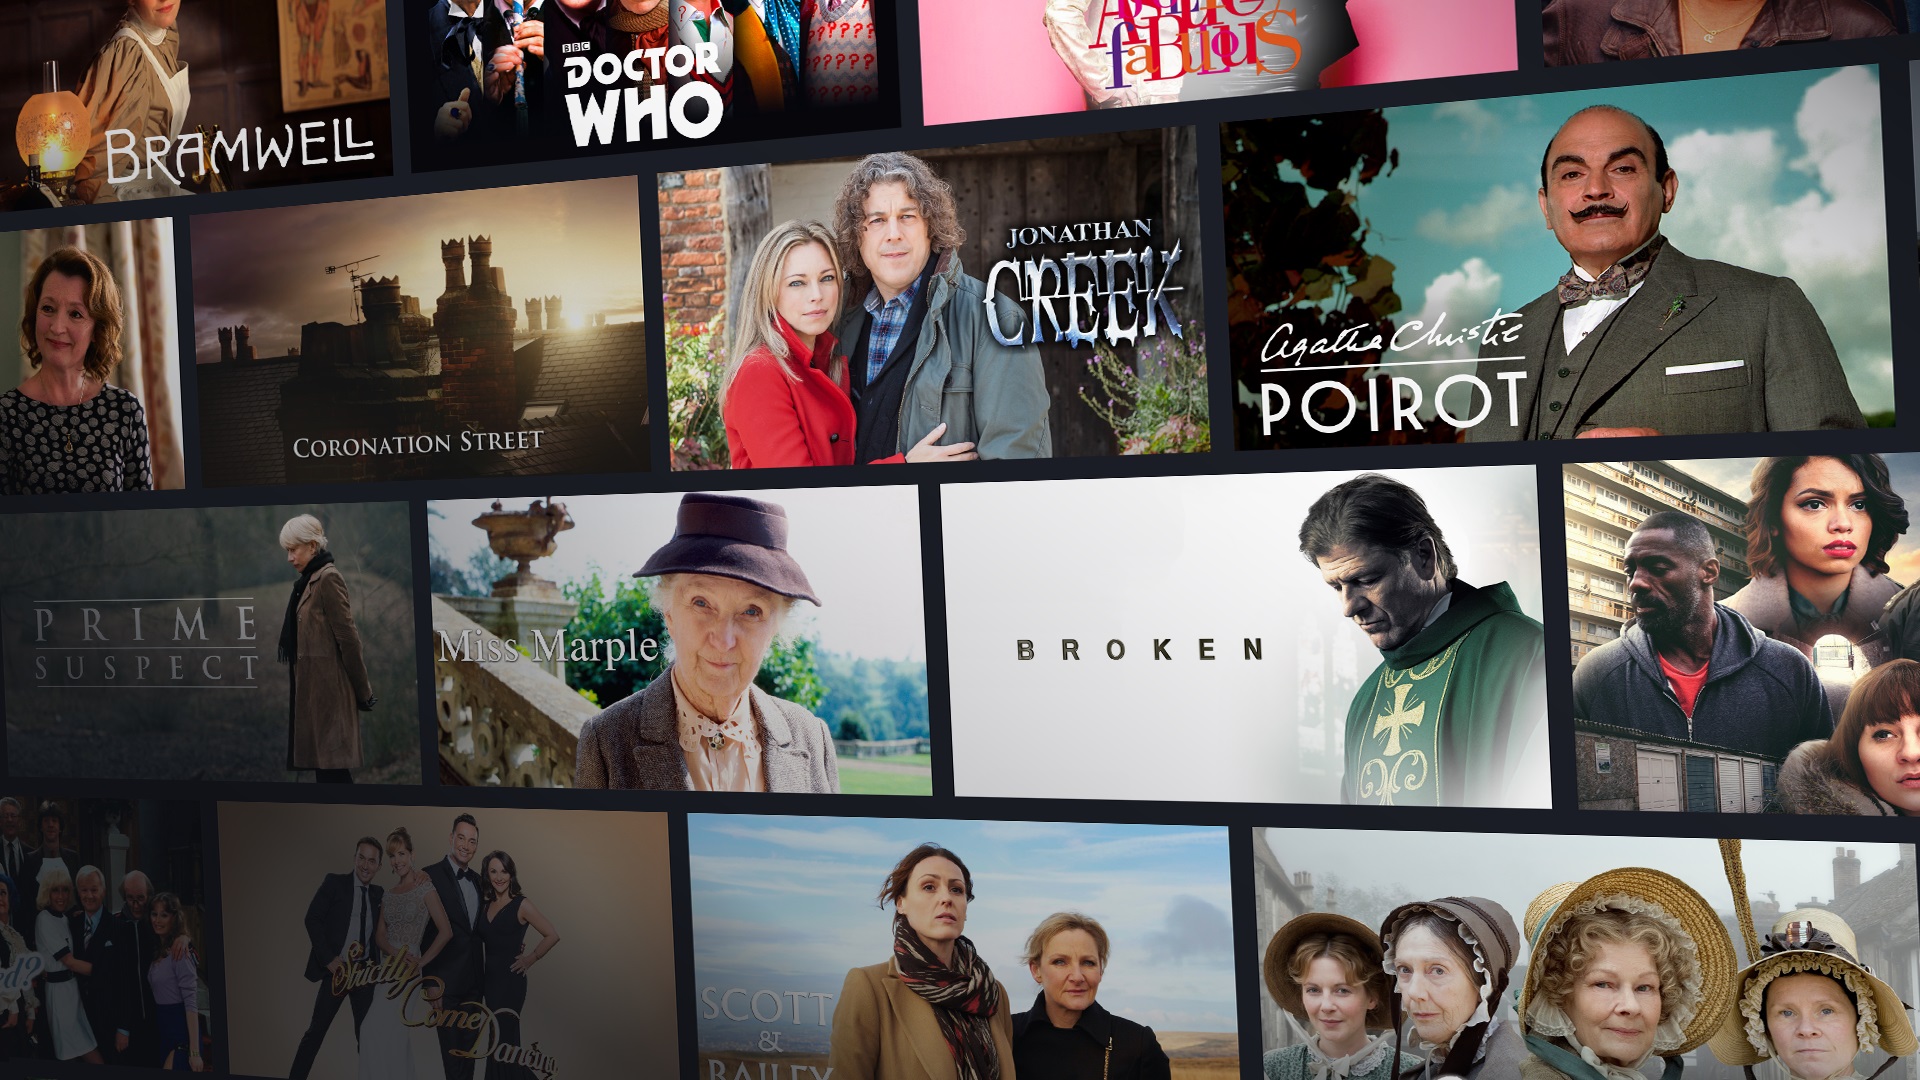 BRAMWELL
BBC
DOCTOR
WHO
Absolutely
fabulous
CORONATION STREET
JONATHAN
CREEK
Agatha Christie
POIROT
PRIME
SUSPECT
Miss Marple
BROKEN
Strictly
Come
Dancing
SCOTT
&
BAILEY